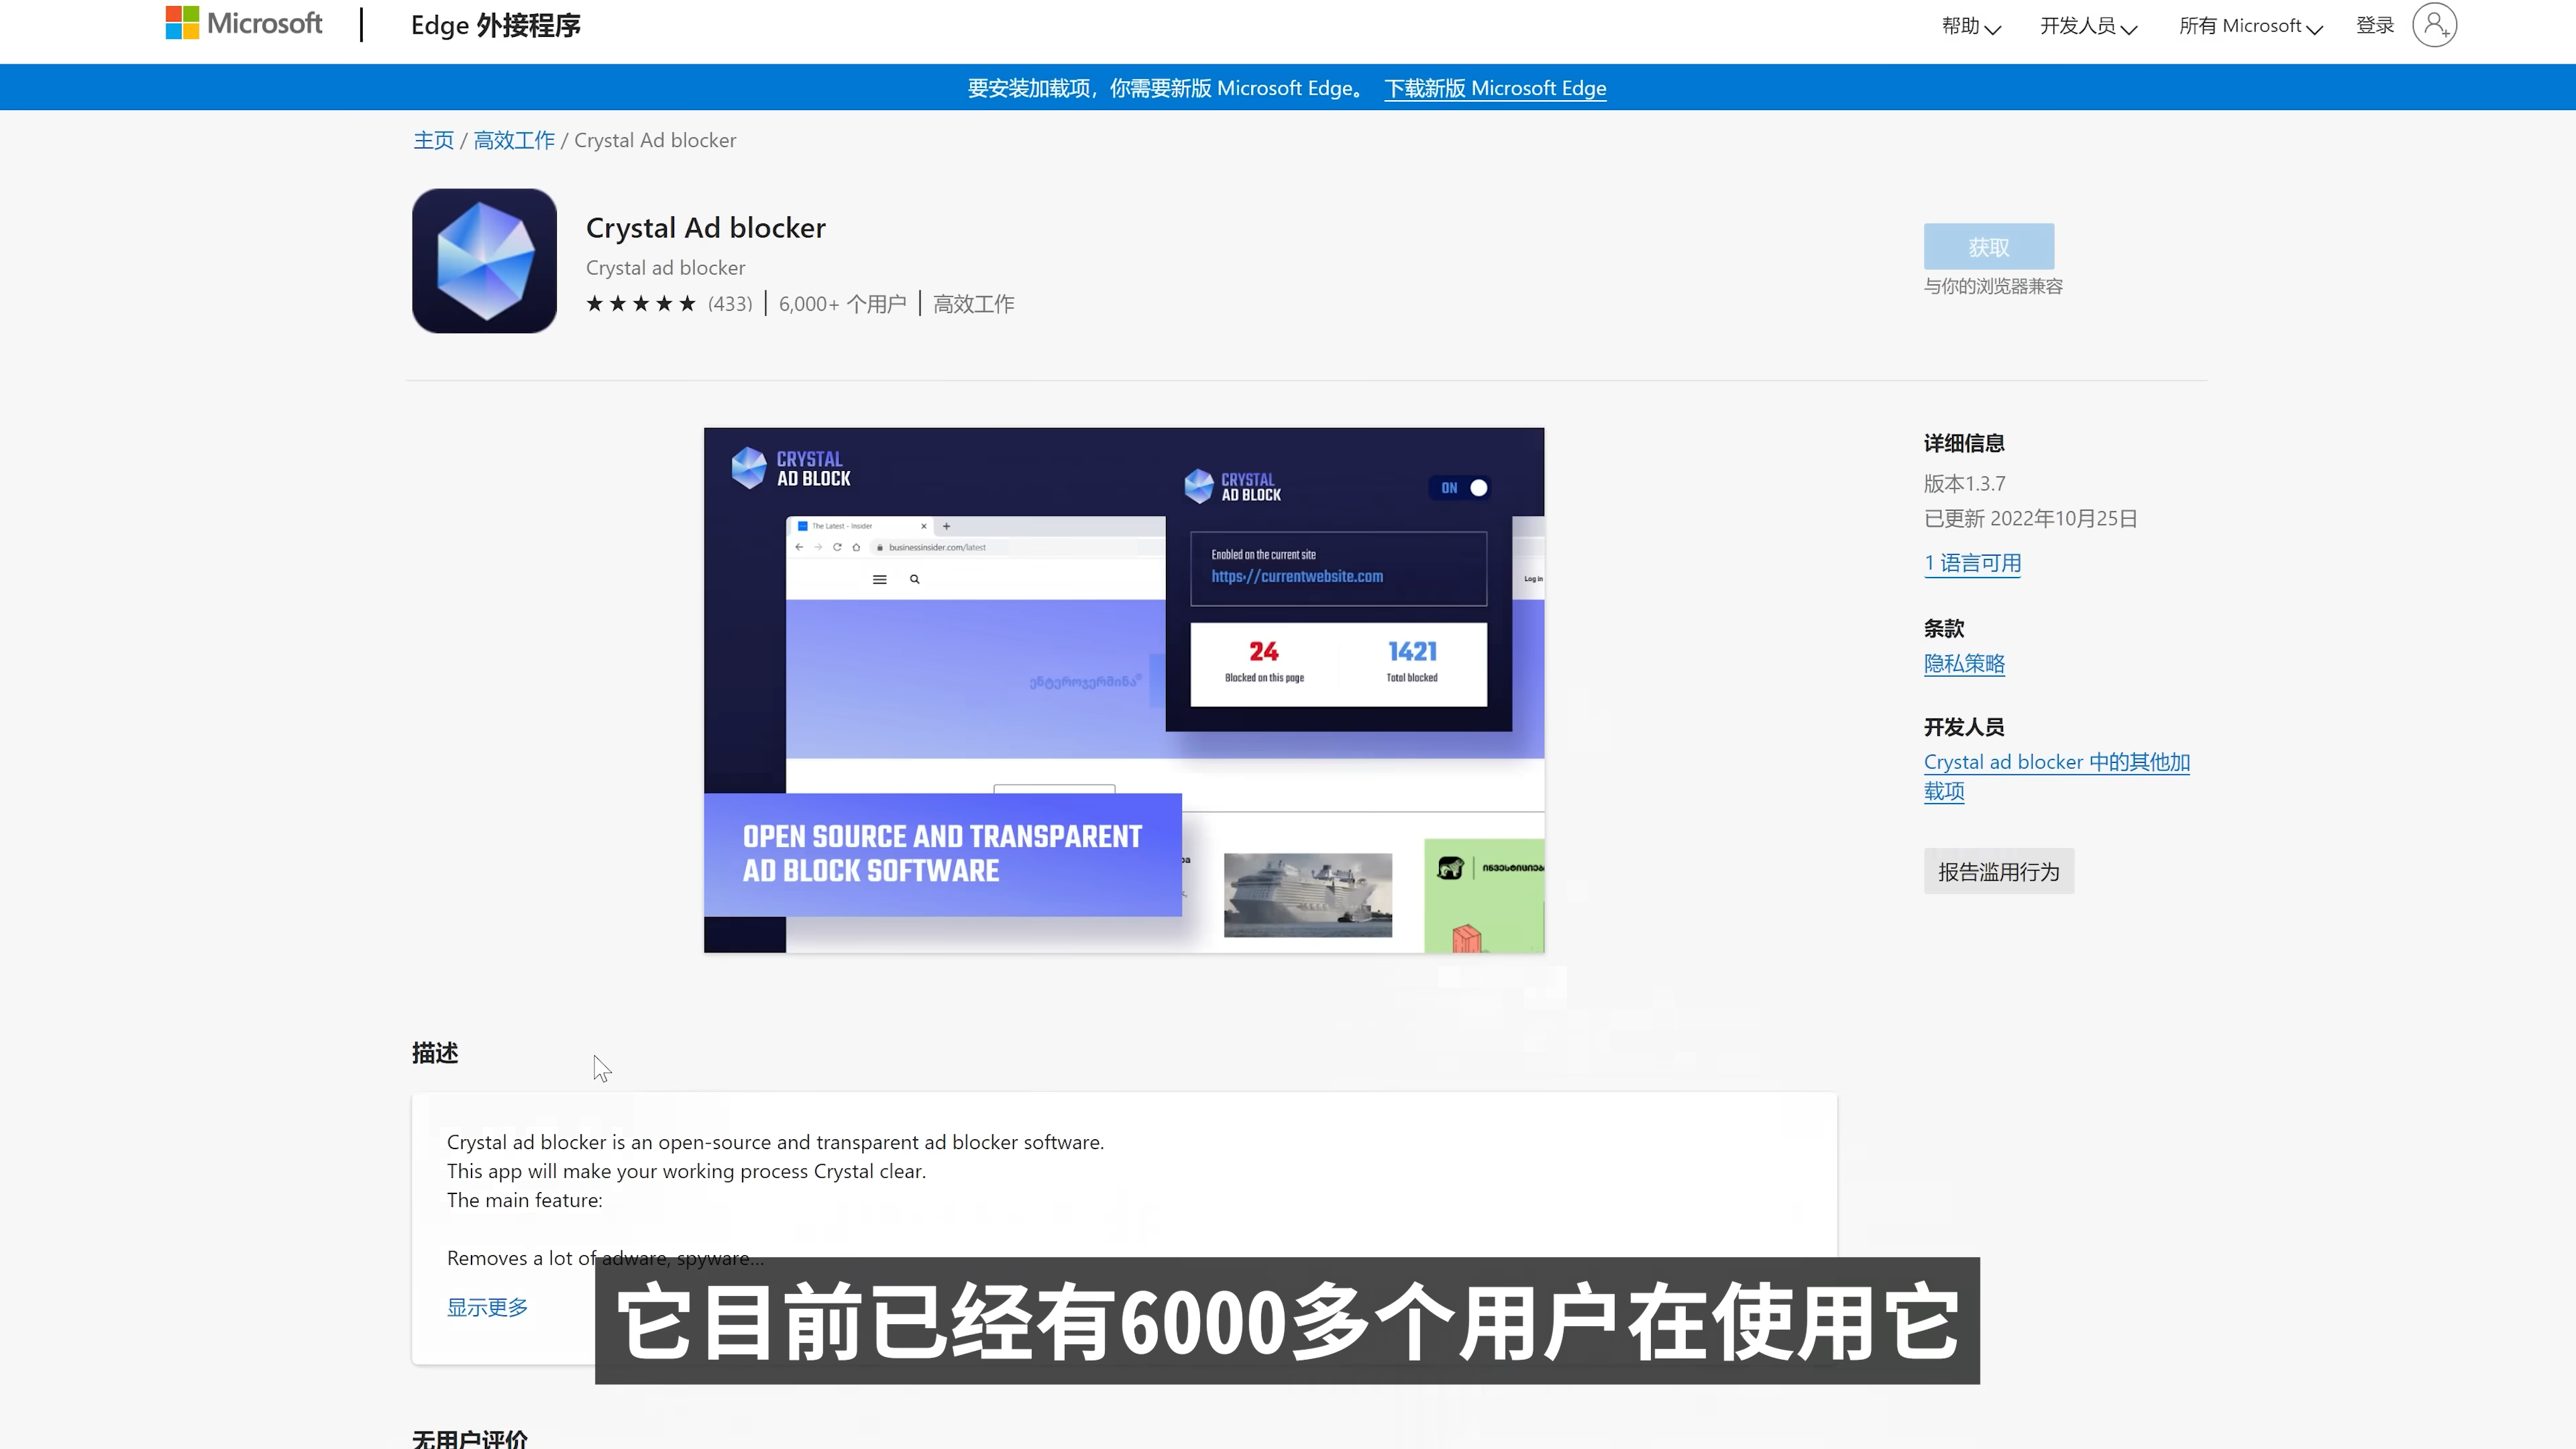 Microsoft
Edge 外接程序
帮助
开发人员
所有 Microsoft
登录
要安装加载项，你需要新版 Microsoft Edge。 下载新版 Microsoft Edge
主页 / 高效工作 / Crystal Ad blocker
Crystal Ad blocker
Crystal ad blocker
★★★★★ (433) | 6,000+ 个用户 | 高效工作
获取
与你的浏览器兼容
CRYSTAL
AD BLOCK
CRYSTAL
AD BLOCK
ON
The Latest - Insider
businessinsider.com/latest
Log in
Enabled on the current site
https://currentwebsite.com
24
Blocked on this page
1421
Total blocked
ენტეროჯერმინა®
OPEN SOURCE AND TRANSPARENT
AD BLOCK SOFTWARE
详细信息
版本1.3.7
已更新 2022年10月25日
1 语言可用
条款
隐私策略
开发人员
Crystal ad blocker 中的其他加
载项
报告滥用行为
描述
Crystal ad blocker is an open-source and transparent ad blocker software.
This app will make your working process Crystal clear.
The main feature:
Removes a lot of adware, spyware...
显示更多
它目前已经有6000多个用户在使用它
无用户评价